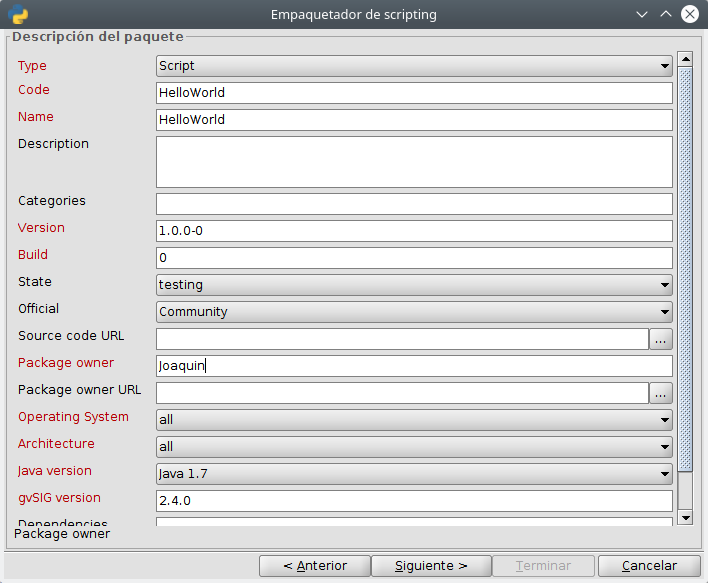 Empaquetador de scripting
Descripción del paquete
Type Script
Code HelloWorld
Name HelloWorld
Description
Categories
Version 1.0.0-0
Build 0
State testing
Official Community
Source code URL ...
Package owner Joaquin
Package owner URL ...
Operating System all
Architecture all
Java version Java 1.7
gvSIG version 2.4.0
Dependencies
Package owner
< Anterior Siguiente > Terminar Cancelar